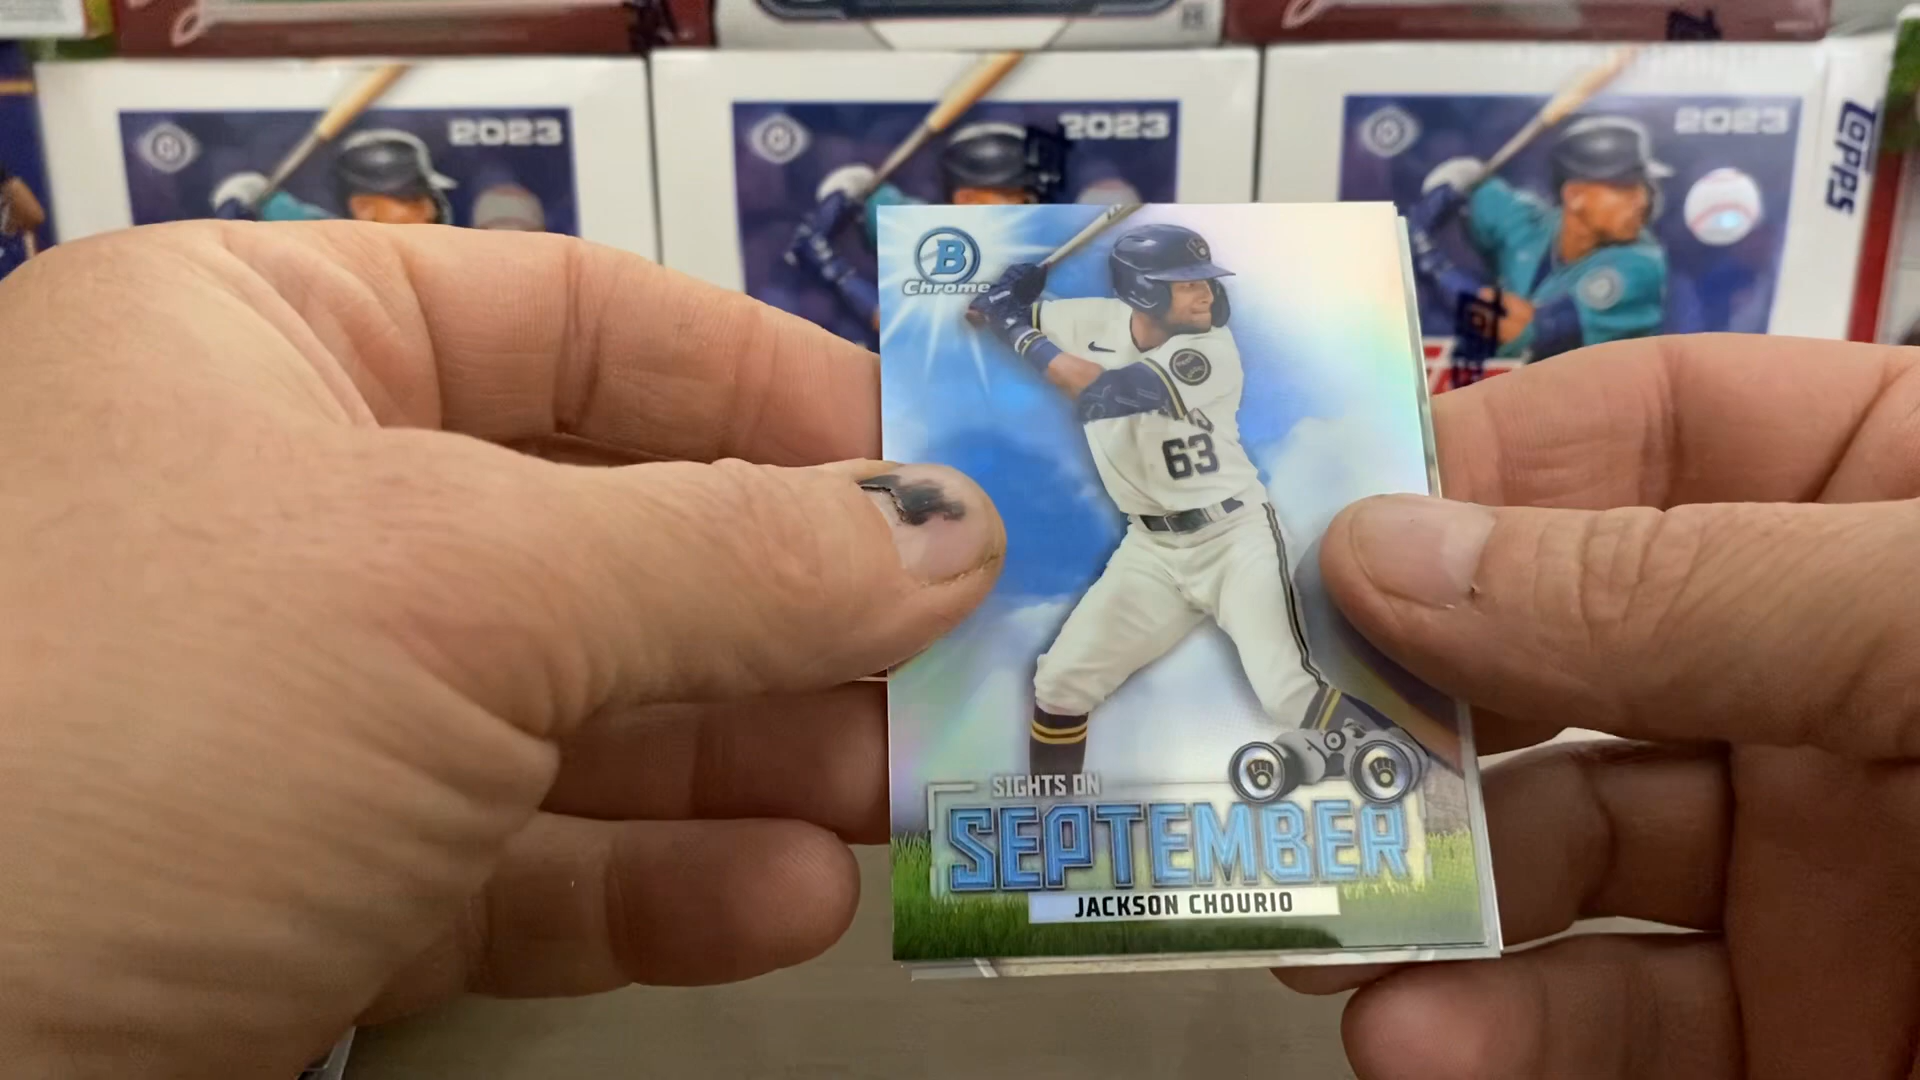 2023
2023
2023
Topps
B
Chrome
63
SIGHTS ON
SEPTEMBER
JACKSON CHOURIO